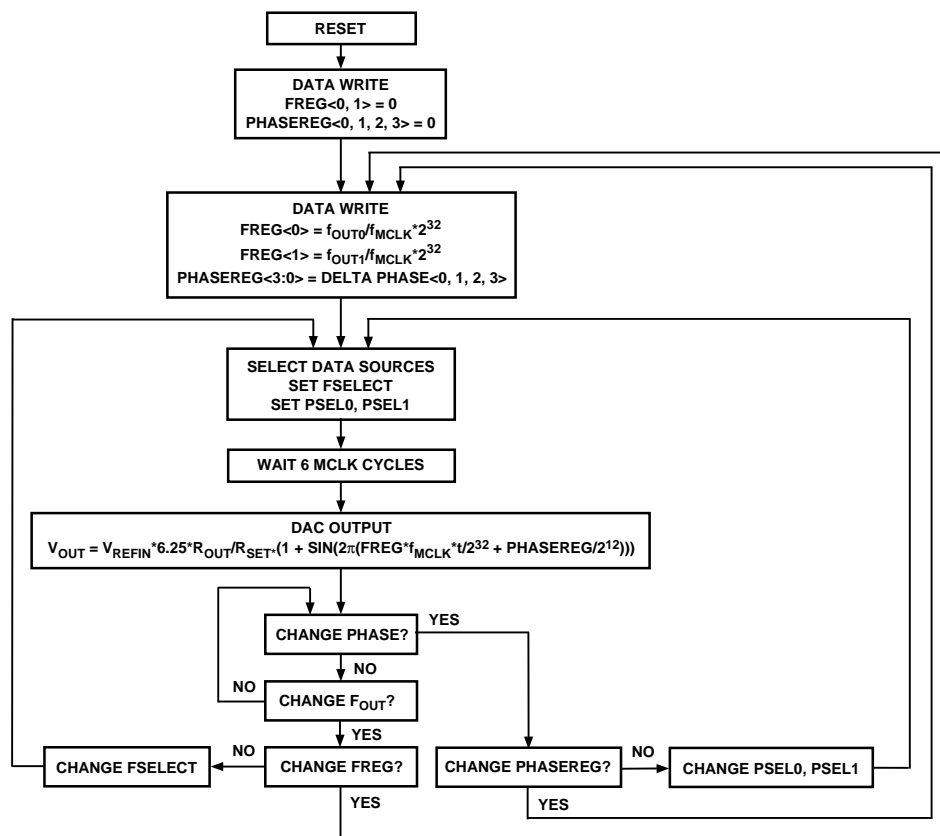 RESET
DATA WRITE
FREG<0, 1> = 0
PHASEREG<0, 1, 2, 3> = 0
DATA WRITE
FREG<0> = fOUT0/fMCLK*2^32
FREG<1> = fOUT1/fMCLK*2^32
PHASEREG<3:0> = DELTA PHASE<0, 1, 2, 3>
SELECT DATA SOURCES
SET FSELECT
SET PSEL0, PSEL1
WAIT 6 MCLK CYCLES
DAC OUTPUT
VOUT = VREFIN*6.25*ROUT/RSET*(1 + SIN(2π(FREG*fMCLK*t/2^32 + PHASEREG/2^12)))
CHANGE PHASE?
YES
NO
NO
CHANGE FOUT?
YES
CHANGE FSELECT
NO
CHANGE FREG?
CHANGE PHASEREG?
NO
CHANGE PSEL0, PSEL1
YES
YES